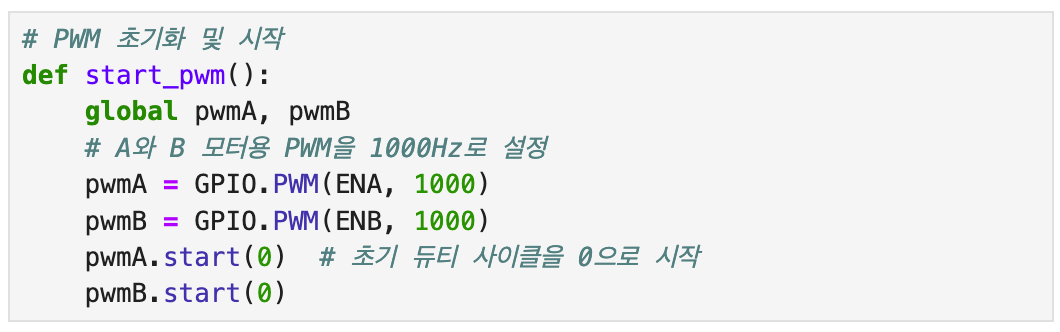 # PWM 초기화 및 시작
def start_pwm():
    global pwmA, pwmB
    # A와 B 모터용 PWM을 1000Hz로 설정
    pwmA = GPIO.PWM(ENA, 1000)
    pwmB = GPIO.PWM(ENB, 1000)
    pwmA.start(0)  # 초기 듀티 사이클을 0으로 시작
    pwmB.start(0)